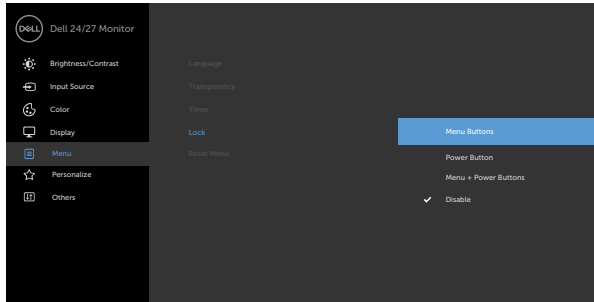 DELL Dell 24/27 Monitor
Brightness/Contrast
Input Source
Color
Display
Menu
Personalize
Others
Language
Transparency
Timer
Lock
Reset Menu
Menu Buttons
Power Button
Menu + Power Buttons
Disable